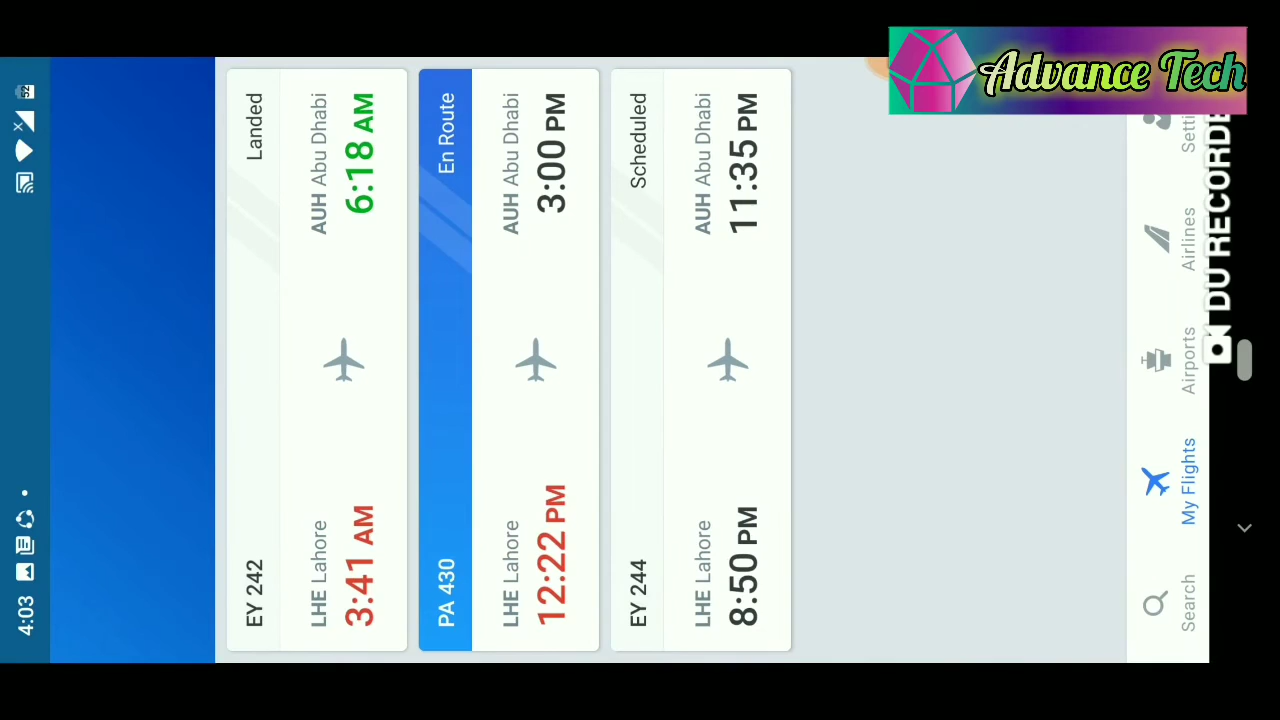 Advance Tech
4:03
52
EY 242 Landed
LHE Lahore AUH Abu Dhabi
3:41 AM 6:18 AM
PA 430 En Route
LHE Lahore AUH Abu Dhabi
12:22 PM 3:00 PM
EY 244 Scheduled
LHE Lahore AUH Abu Dhabi
8:50 PM 11:35 PM
Search My Flights Airports Airlines
DU RECORDE